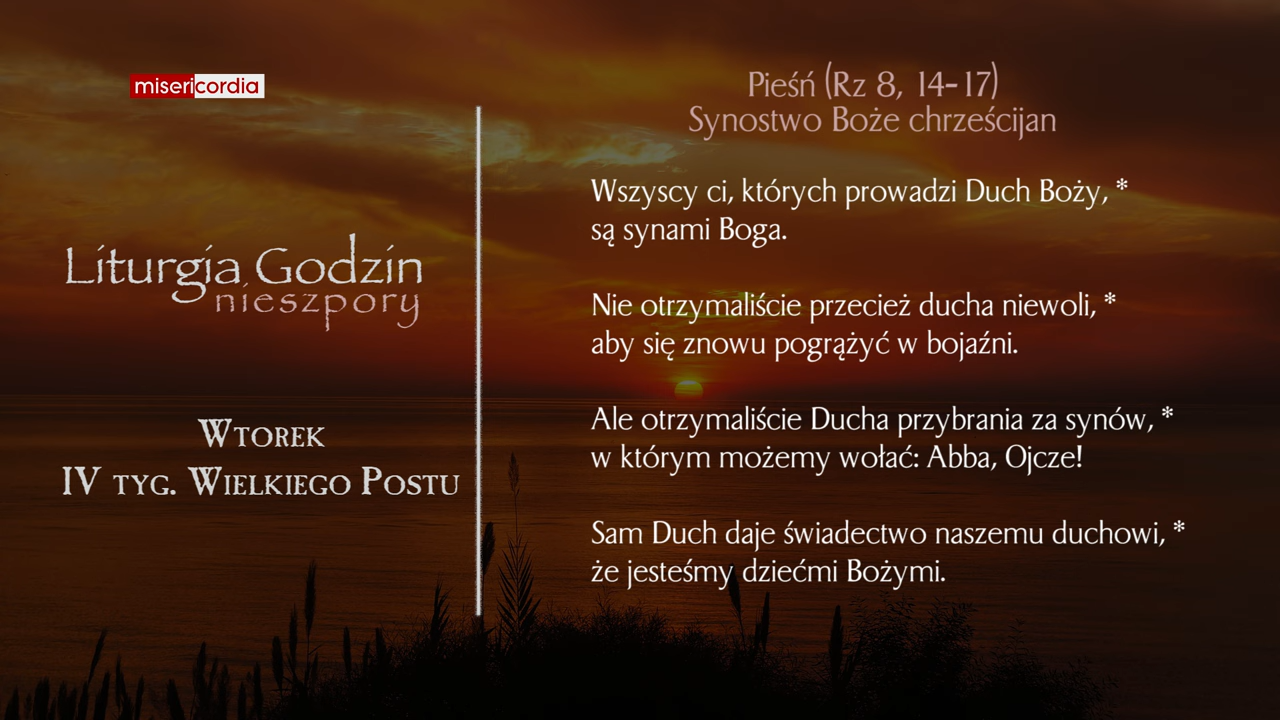 misericordia
Liturgia Godzin
nieszpory
Wtorek
IV tyg. Wielkiego Postu
Pieśń (Rz 8, 14-17)
Synostwo Boże chrześcijan
Wszyscy ci, których prowadzi Duch Boży, *
są synami Boga.
Nie otrzymaliście przecież ducha niewoli, *
aby się znowu pogrążyć w bojaźni.
Ale otrzymaliście Ducha przybrania za synów, *
w którym możemy wołać: Abba, Ojcze!
Sam Duch daje świadectwo naszemu duchowi, *
że jesteśmy dziećmi Bożymi.